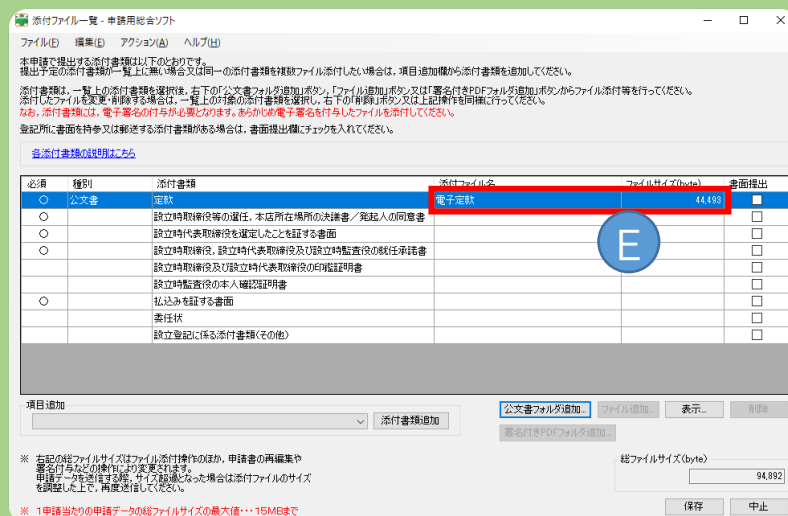 添付ファイル一覧 - 申請用総合ソフト
ファイル(F) 編集(E) アクション(A) ヘルプ(H)
本申請で提出する添付書類は以下のとおりです。
提出予定の添付書類が一覧上に無い場合又は同一の添付書類を複数ファイル添付したい場合は，項目追加欄から添付書類を追加してください。
添付書類は，一覧上の添付書類を選択後，右下の「公文書フォルダ追加」ボタン，「ファイル追加」ボタン又は「署名付きPDFフォルダ追加」ボタンからファイル添付等を行ってください。
添付したファイルを変更・削除する場合は，一覧上の対象の添付書類を選択し，右下の「削除」ボタン又は上記操作を同様に行ってください。
なお，添付書類には，電子署名の付与が必要となります。あらかじめ電子署名を付与したファイルを添付してください。
登記所に書面を持参又は郵送する添付書類がある場合は，書面提出欄にチェックを入れてください。
各添付書類の説明はこちら
必須 種別 添付書類 添付ファイル名 ファイルサイズ(byte) 書面提出
○ 公文書 定款 電子定款 44,493
○ 設立時取締役等の選任，本店所在場所の決議書／発起人の同意書
○ 設立時代表取締役を選定したことを証する書面
○ 設立時取締役，設立時代表取締役及び設立時監査役の就任承諾書
設立時取締役及び設立時代表取締役の印鑑証明書
設立時監査役の本人確認証明書
○ 払込みを証する書面
委任状
設立登記に係る添付書類（その他）
E
項目追加
添付書類追加
公文書フォルダ追加... ファイル追加... 表示... 削除
署名付きPDFフォルダ追加...
※ 右記の総ファイルサイズはファイル添付操作のほか，申請書の再編集や
署名付与などの操作により変更されます。
申請データを送信する際，サイズ超過となった場合は添付ファイルのサイズ
を調整した上で，再度送信してください。
総ファイルサイズ(byte)
94,892
※ 1申請当たりの申請データの総ファイルサイズの最大値・・・15MBまで
保存 中止